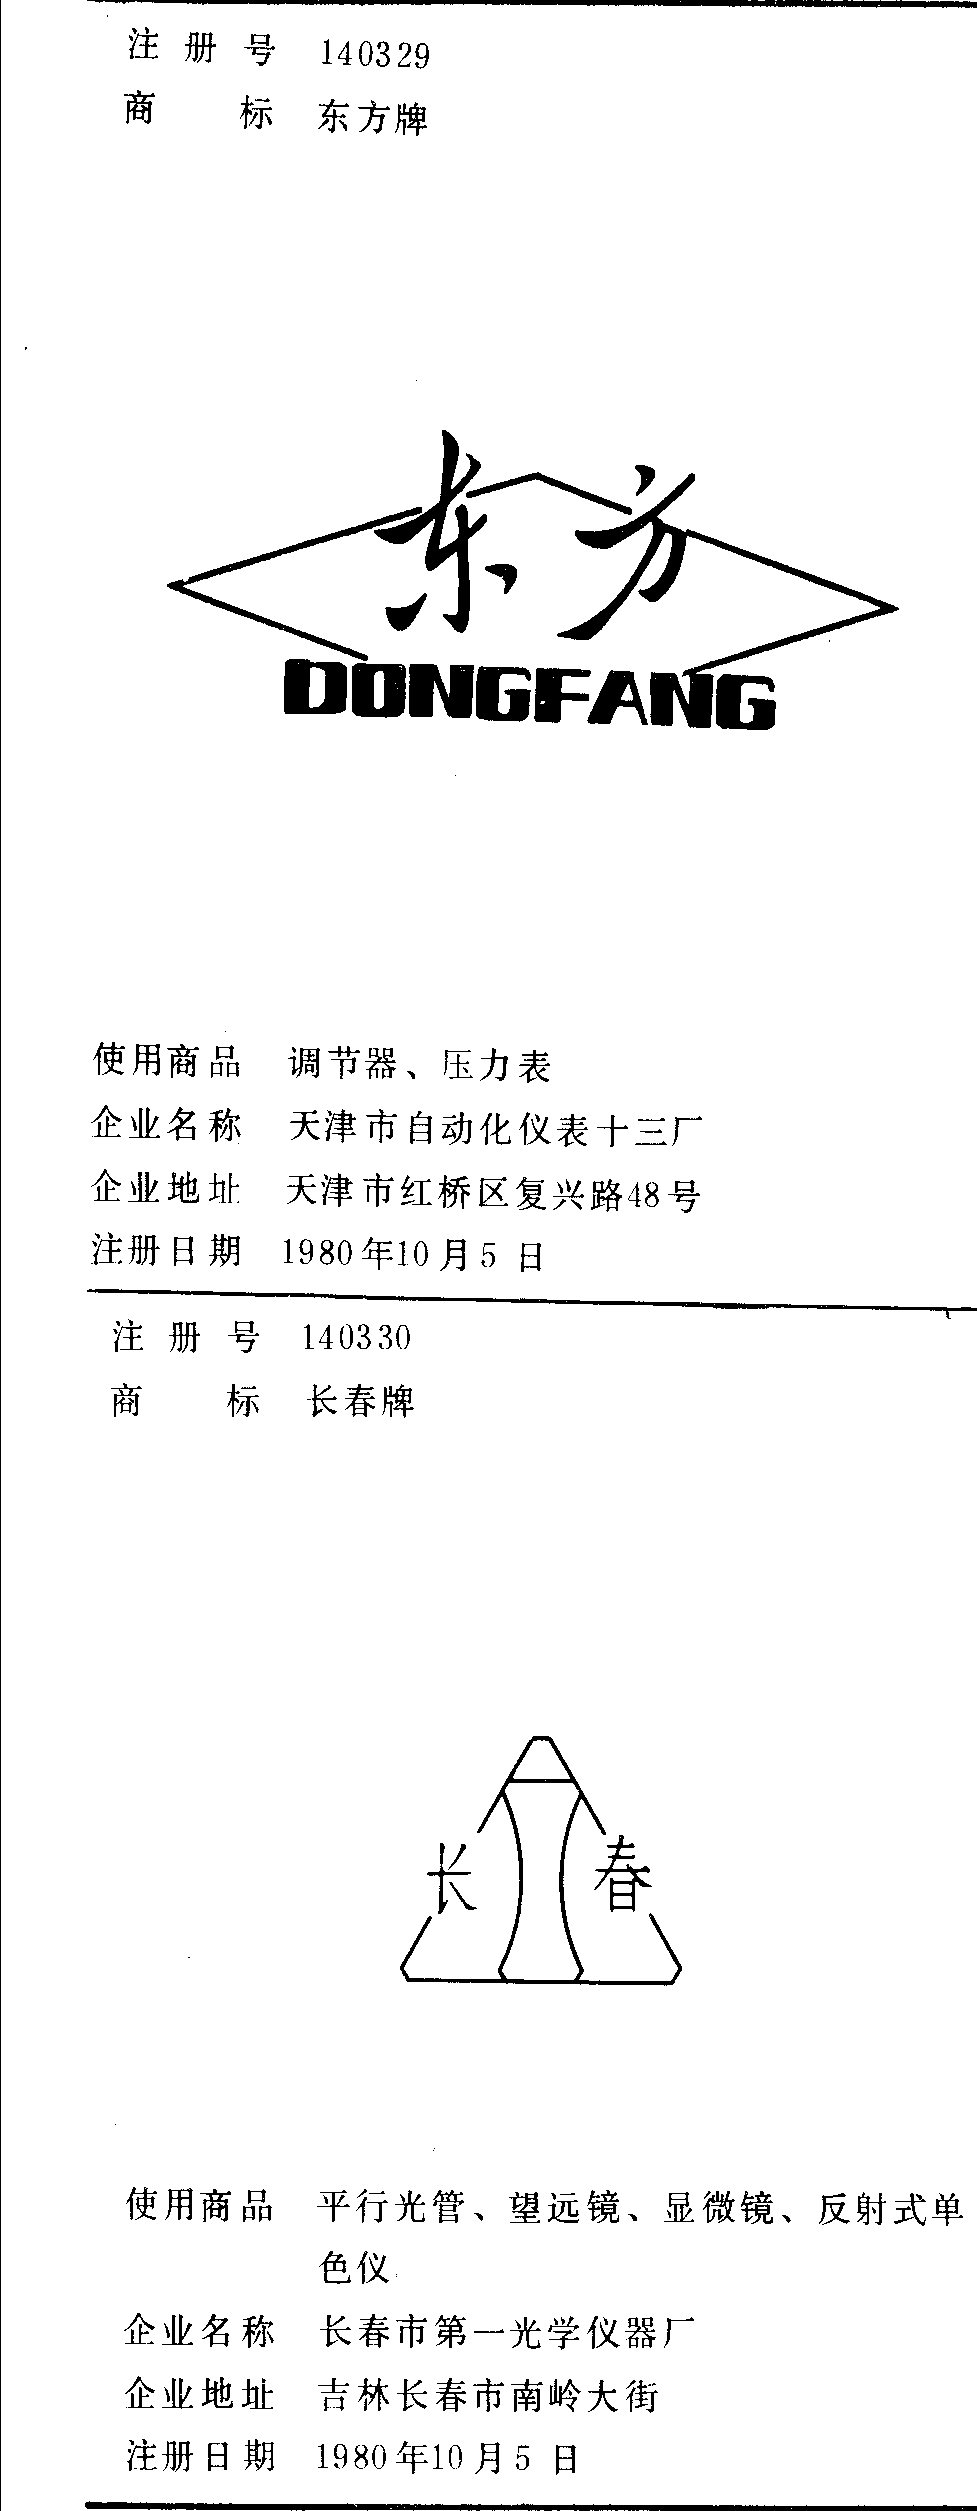 注 册 号 140329
商 标 东方牌
东方
DONGFANG
使用商品 调节器、压力表
企业名称 天津市自动化仪表十三厂
企业地址 天津市红桥区复兴路48号
注册日期 1980年10月5日
注 册 号 140330
商 标 长春牌
长春
使用商品 平行光管、望远镜、显微镜、反射式单
色仪
企业名称 长春市第一光学仪器厂
企业地址 吉林长春市南岭大街
注册日期 1980年10月5日